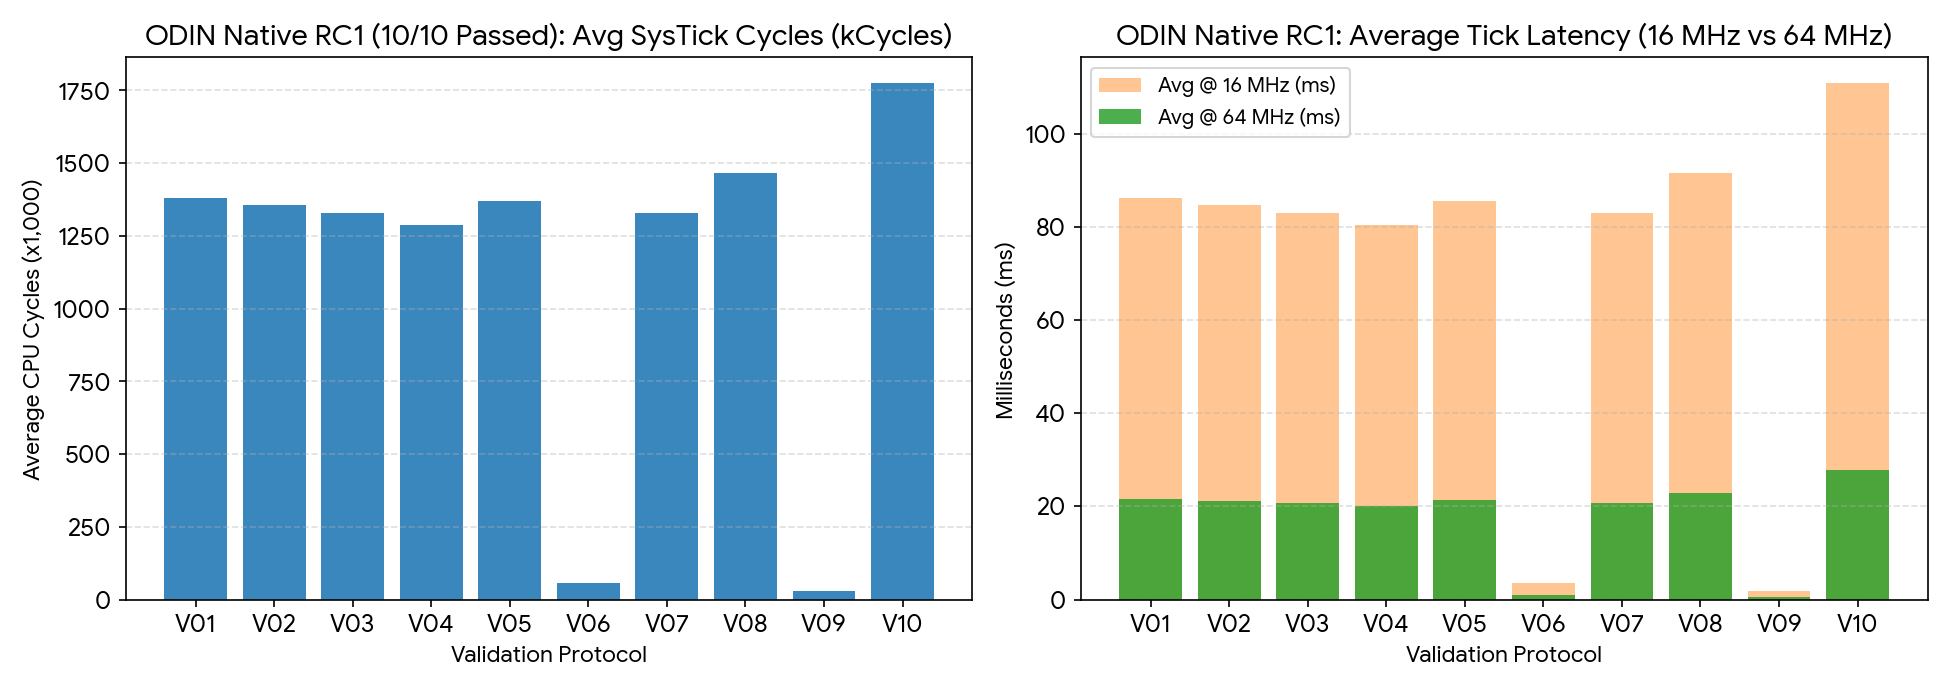 ODIN Native RC1 (10/10 Passed): Avg SysTick Cycles (kCycles)
Average CPU Cycles (x1,000)
1750
1500
1250
1000
750
500
250
0
V01 V02 V03 V04 V05 V06 V07 V08 V09 V10
Validation Protocol
ODIN Native RC1: Average Tick Latency (16 MHz vs 64 MHz)
Avg @ 16 MHz (ms)
Avg @ 64 MHz (ms)
Milliseconds (ms)
100
80
60
40
20
0
V01 V02 V03 V04 V05 V06 V07 V08 V09 V10
Validation Protocol